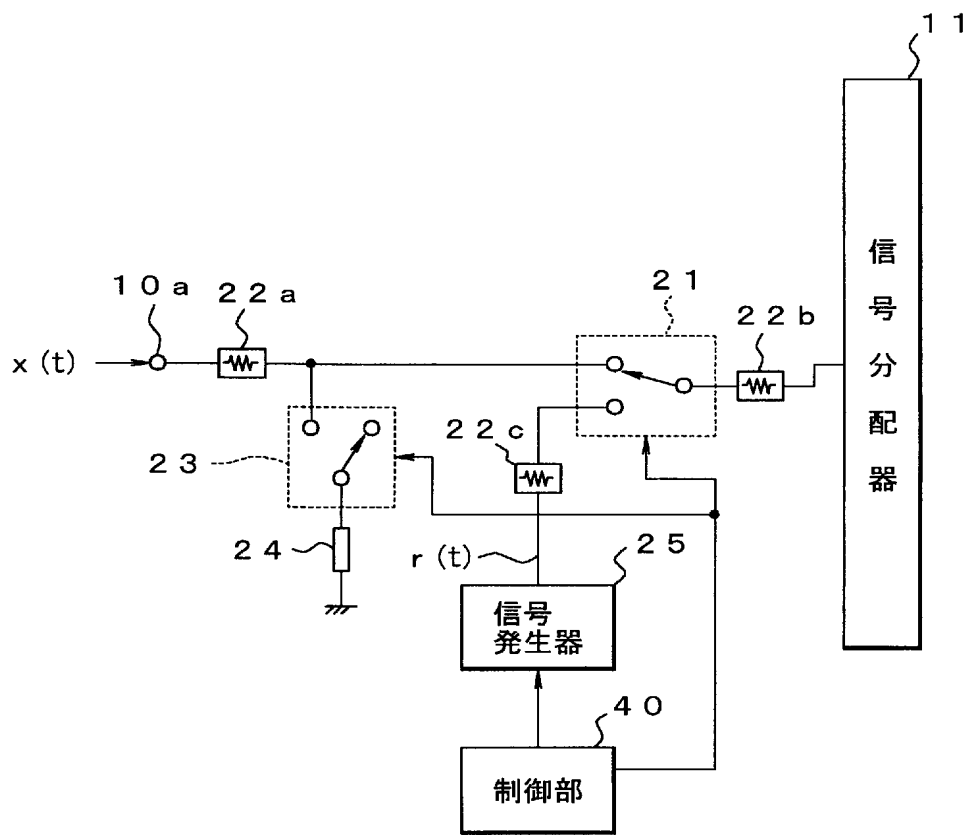 １１
信号分配器
１０ａ
２２ａ
２１
２２ｂ
ｘ(ｔ)
２２ｃ
２３
２４
ｒ(ｔ)
２５
信号
発生器
４０
制御部